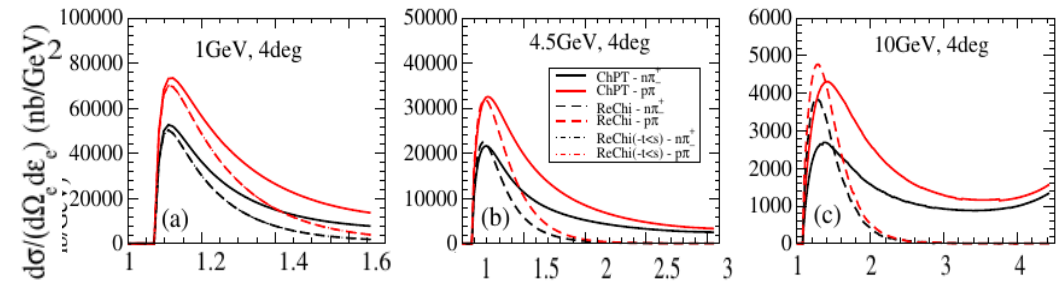 dσ/(dΩ_e dε_e) (nb/GeV)
2
100000
80000
60000
40000
20000
0
1GeV, 4deg
(a)
1
1.2
1.4
1.6
50000
40000
30000
20000
10000
0
4.5GeV, 4deg
ChPT - nπ+
ChPT - pπ-
ReChi - nπ+
ReChi - pπ-
ReChi(-t<s) - nπ+
ReChi(-t<s) - pπ-
(b)
1
1.5
2
2.5
3
6000
5000
4000
3000
2000
1000
0
10GeV, 4deg
(c)
1
2
3
4